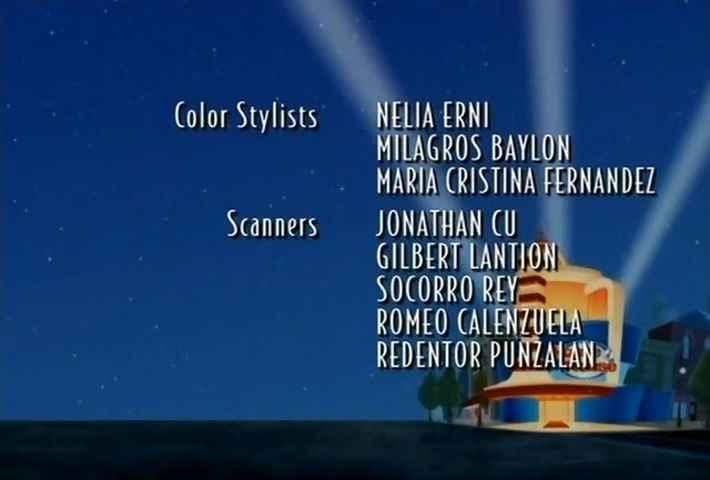 Color Stylists NELIA ERNI
MILAGROS BAYLON
MARIA CRISTINA FERNANDEZ
Scanners JONATHAN CU
GILBERT LANTION
SOCORRO REY
ROMEO CALENZUELA
REDENTOR PUNZALAN